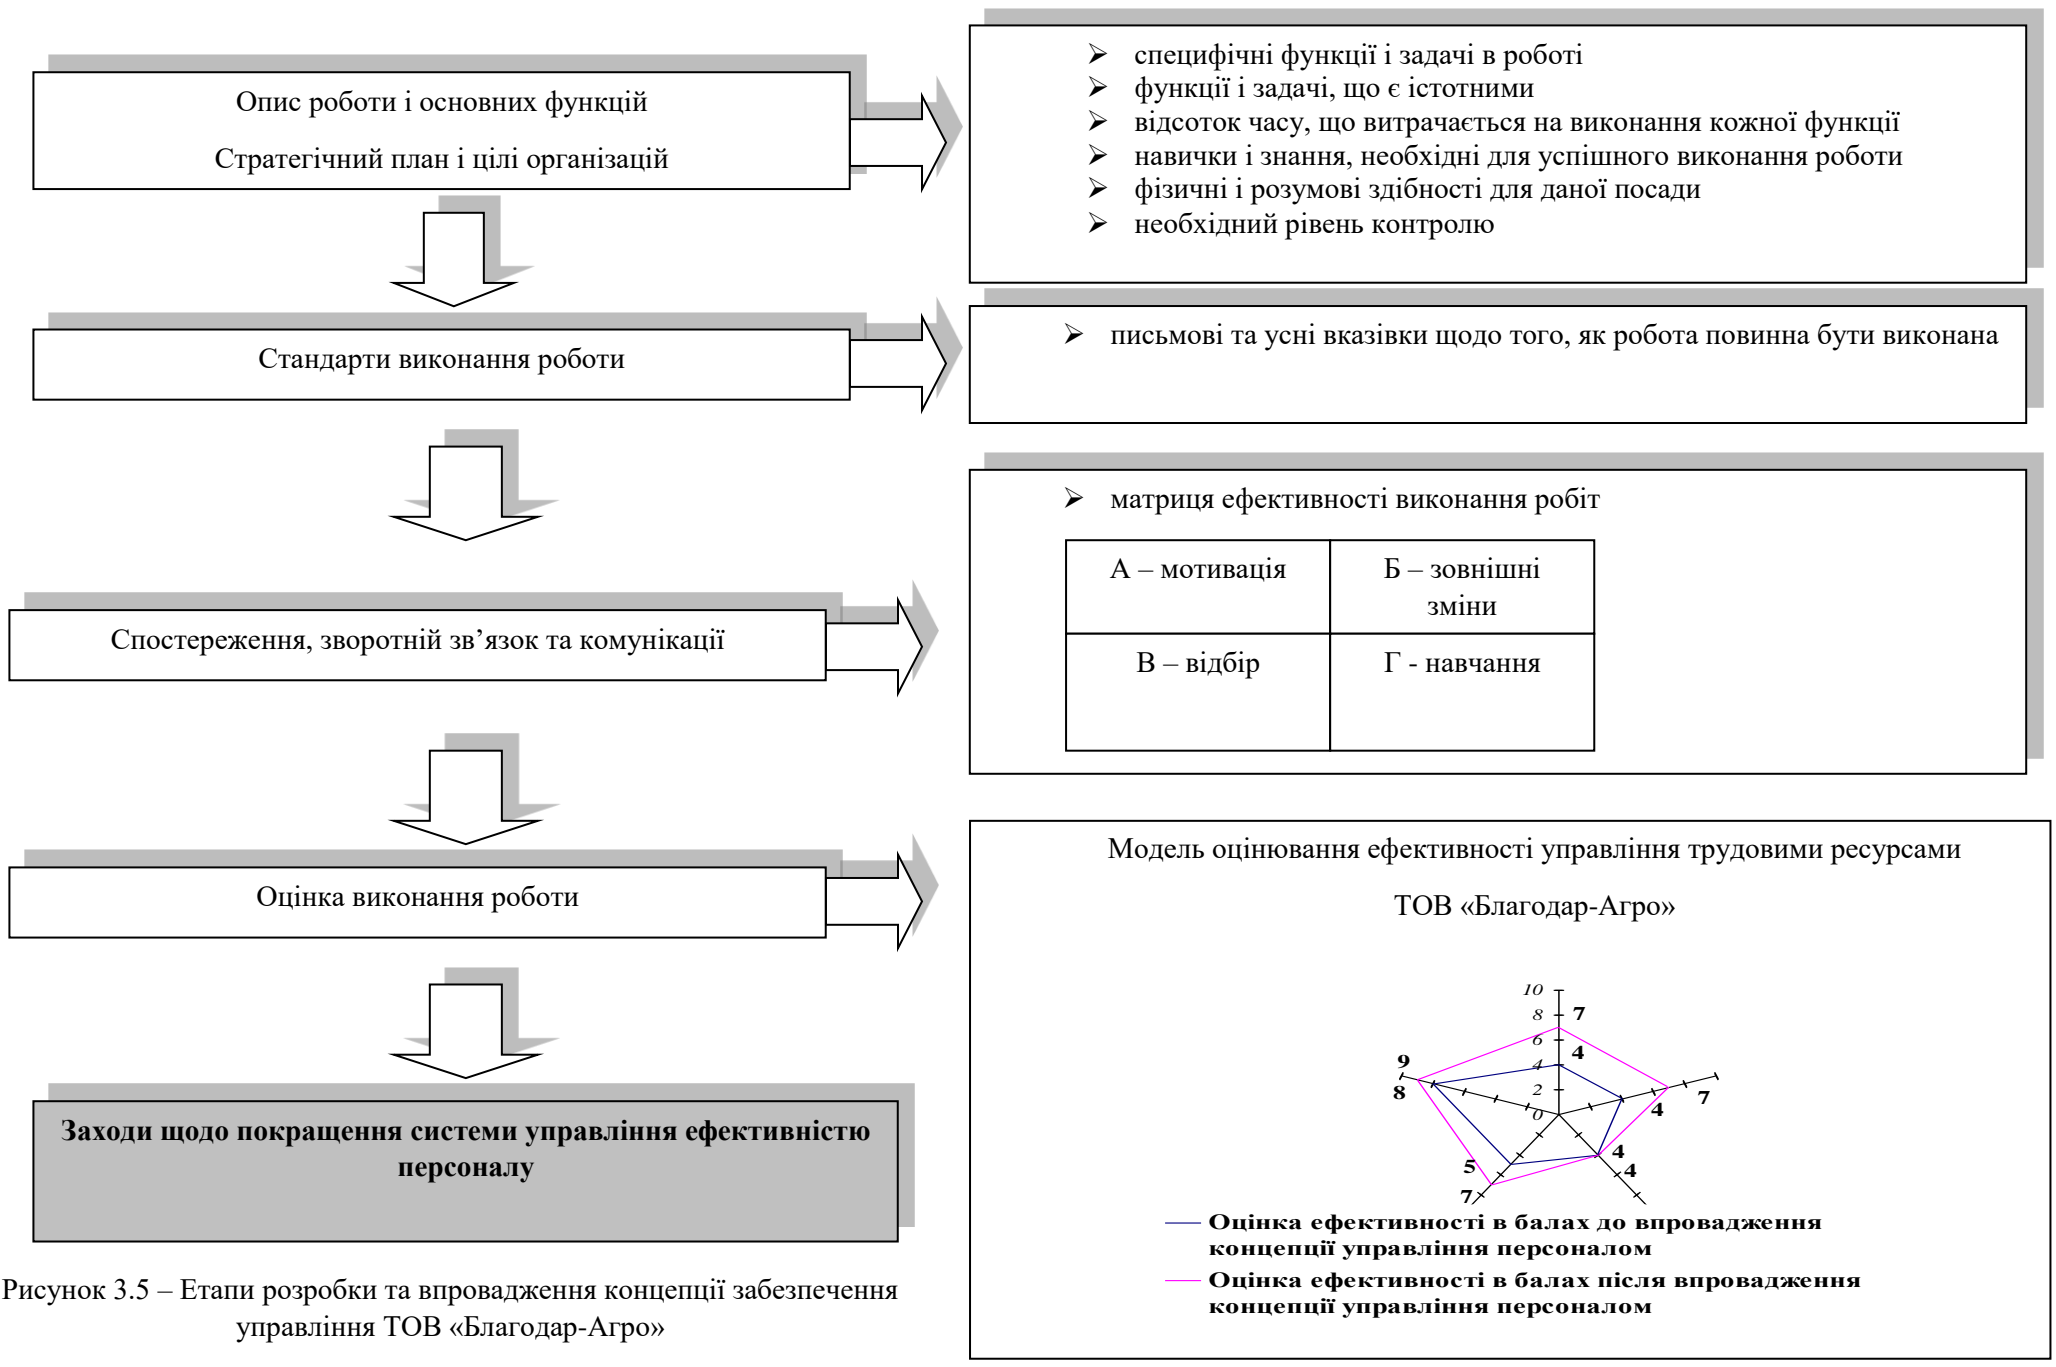 Опис роботи і основних функцій
Стратегічний план і цілі організацій
➢ специфічні функції і задачі в роботі
➢ функції і задачі, що є істотними
➢ відсоток часу, що витрачається на виконання кожної функції
➢ навички і знання, необхідні для успішного виконання роботи
➢ фізичні і розумові здібності для даної посади
➢ необхідний рівень контролю
Стандарти виконання роботи
➢ письмові та усні вказівки щодо того, як робота повинна бути виконана
Спостереження, зворотній зв’язок та комунікації
➢ матриця ефективності виконання робіт
А – мотивація
Б – зовнішні
зміни
В – відбір
Г - навчання
Оцінка виконання роботи
Модель оцінювання ефективності управління трудовими ресурсами
ТОВ «Благодар-Агро»
10
8
6
4
2
0
7
4
7
4
4
4
5
7
9
8
Оцінка ефективності в балах до впровадження
концепції управління персоналом
Оцінка ефективності в балах після впровадження
концепції управління персоналом
Заходи щодо покращення системи управління ефективністю
персоналу
Рисунок 3.5 – Етапи розробки та впровадження концепції забезпечення
управління ТОВ «Благодар-Агро»